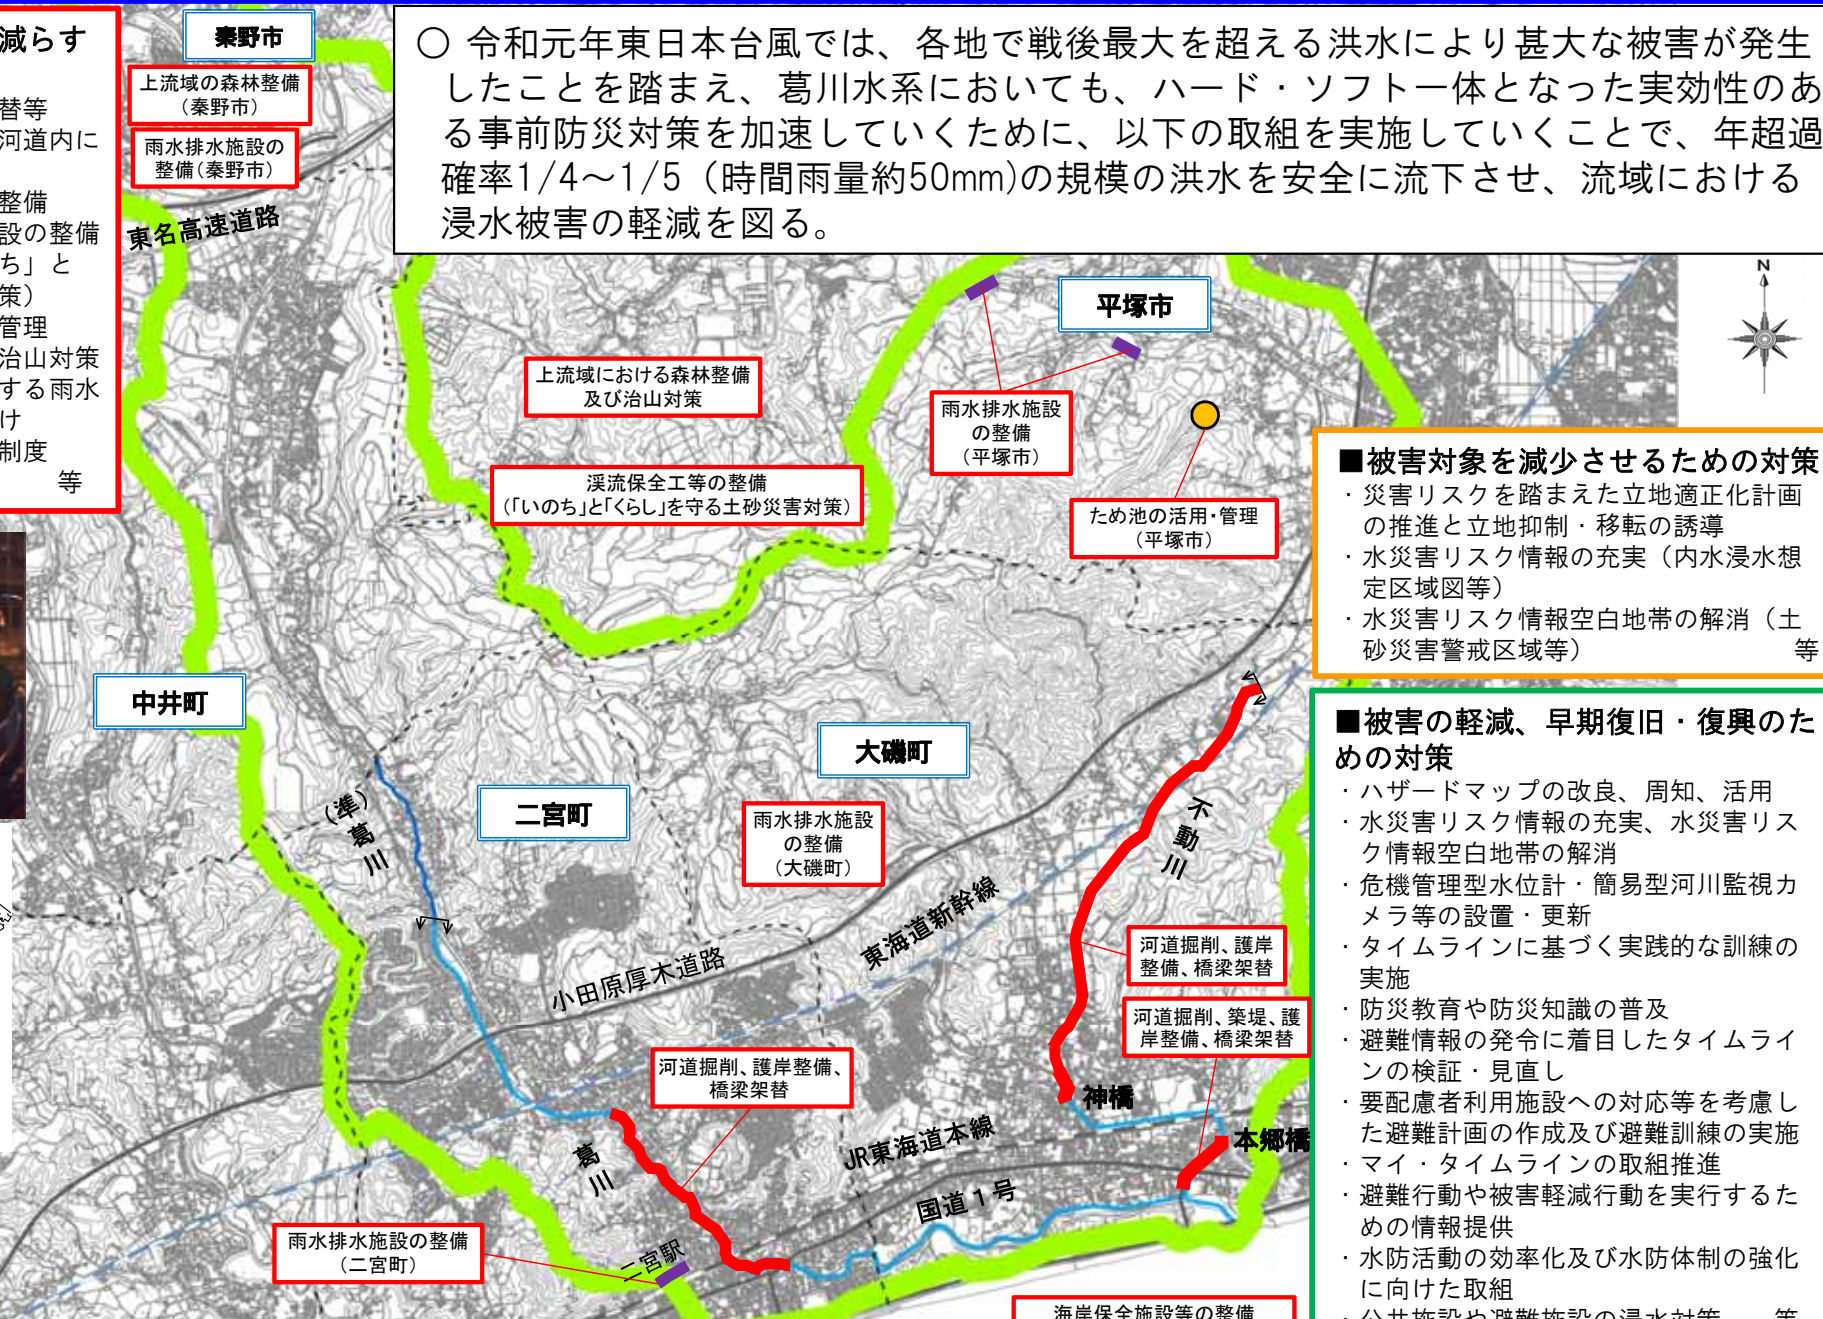 ○ 令和元年東日本台風では、各地で戦後最大を超える洪水により甚大な被害が発生
したことを踏まえ、葛川水系においても、ハード・ソフト一体となった実効性のあ
る事前防災対策を加速していくために、以下の取組を実施していくことで、年超過
確率1/4～1/5（時間雨量約50mm)の規模の洪水を安全に流下させ、流域における
浸水被害の軽減を図る。
減らす
替等
河道内に
整備
設の整備
ち」と
策）
管理
治山対策
する雨水
け
制度
等
秦野市
上流域の森林整備
（秦野市）
雨水排水施設の
整備(秦野市)
東名高速道路
N
平塚市
上流域における森林整備
及び治山対策
雨水排水施設
の整備
（平塚市）
渓流保全工等の整備
（「いのち」と「くらし」を守る土砂災害対策）
ため池の活用・管理
（平塚市）
■被害対象を減少させるための対策
・災害リスクを踏まえた立地適正化計画
の推進と立地抑制・移転の誘導
・水災害リスク情報の充実（内水浸水想
定区域図等）
・水災害リスク情報空白地帯の解消（土
砂災害警戒区域等） 等
中井町
大磯町
二宮町
（準）葛川
雨水排水施設
の整備
（大磯町）
不動川
東海道新幹線
小田原厚木道路
河道掘削、護岸
整備、橋梁架替
河道掘削、築堤、護
岸整備、橋梁架替
河道掘削、護岸整備、
橋梁架替
神橋
本郷橋
JR東海道本線
葛川
国道１号
雨水排水施設の整備
（二宮町）
二宮駅
海岸保全施設等の整備
■被害の軽減、早期復旧・復興のた
めの対策
・ハザードマップの改良、周知、活用
・水災害リスク情報の充実、水災害リス
ク情報空白地帯の解消
・危機管理型水位計・簡易型河川監視カ
メラ等の設置・更新
・タイムラインに基づく実践的な訓練の
実施
・防災教育や防災知識の普及
・避難情報の発令に着目したタイムライ
ンの検証・見直し
・要配慮者利用施設への対応等を考慮し
た避難計画の作成及び避難訓練の実施
・マイ・タイムラインの取組推進
・避難行動や被害軽減行動を実行するた
めの情報提供
・水防活動の効率化及び水防体制の強化
に向けた取組
・公共施設や避難施設の浸水対策 等